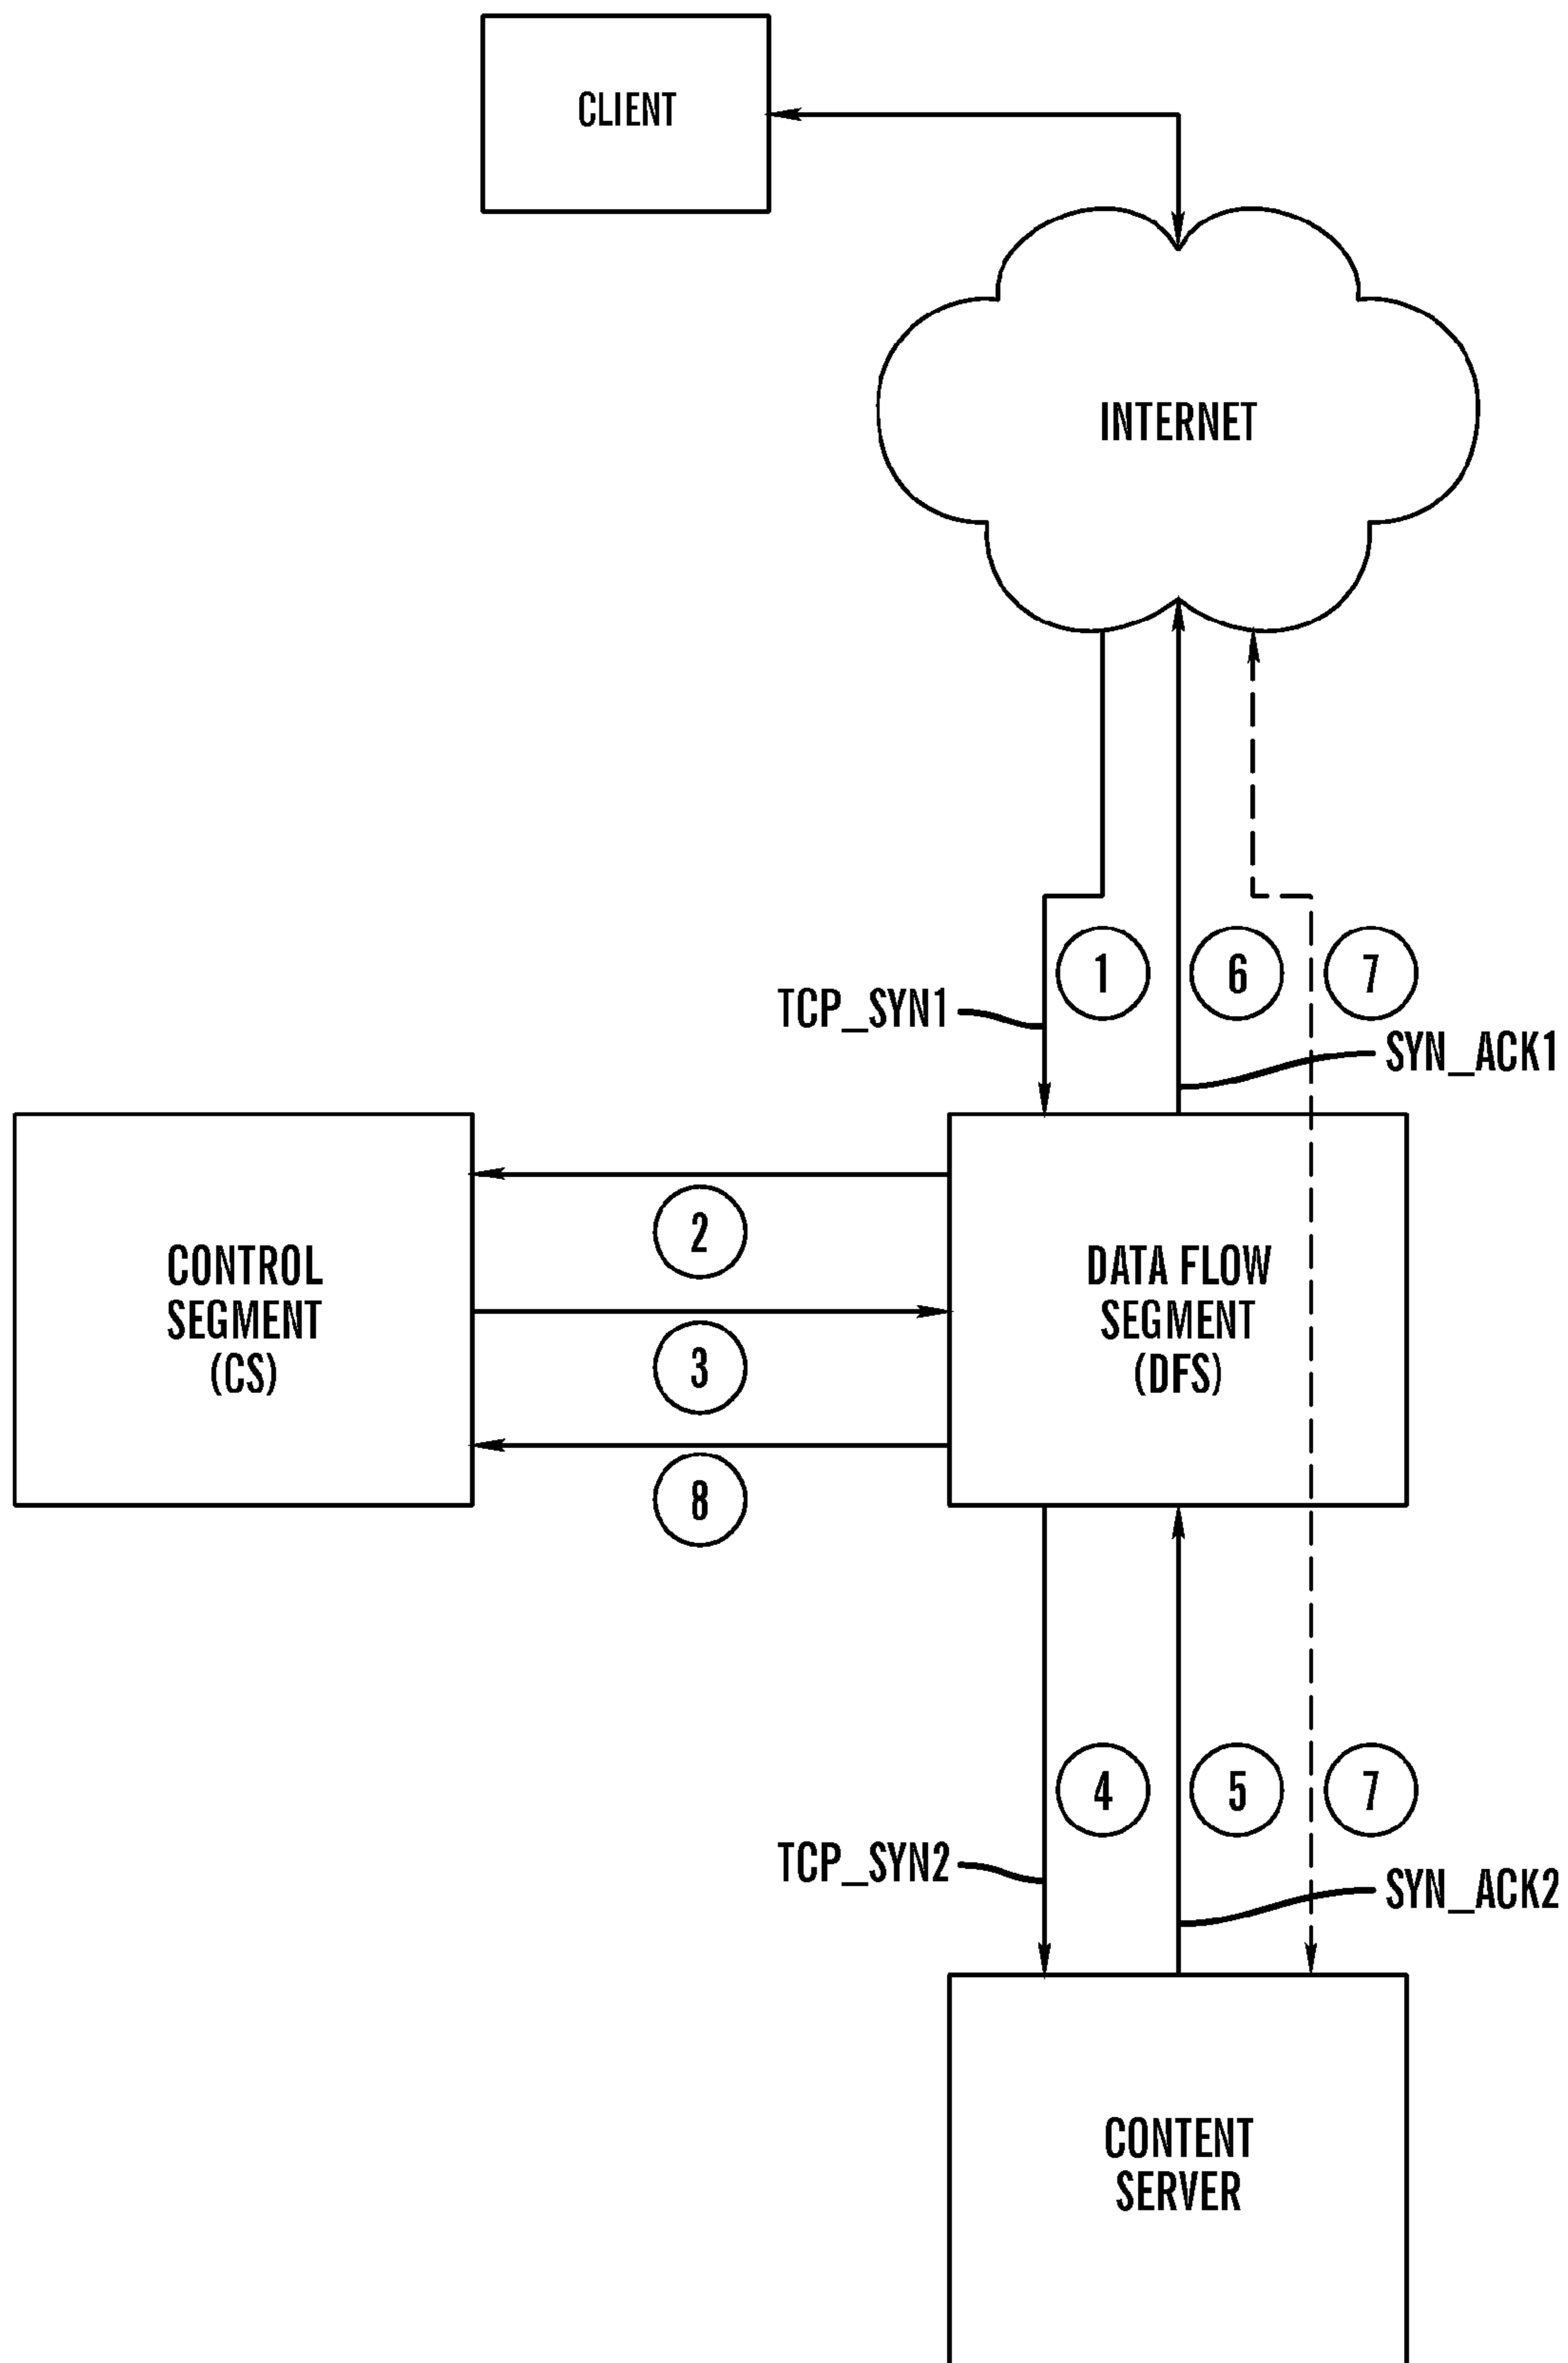 CLIENT
INTERNET
1
6
7
TCP_SYN1
SYN_ACK1
2
CONTROL
SEGMENT
(CS)
DATA FLOW
SEGMENT
(DFS)
3
8
4
5
7
TCP_SYN2
SYN_ACK2
CONTENT
SERVER